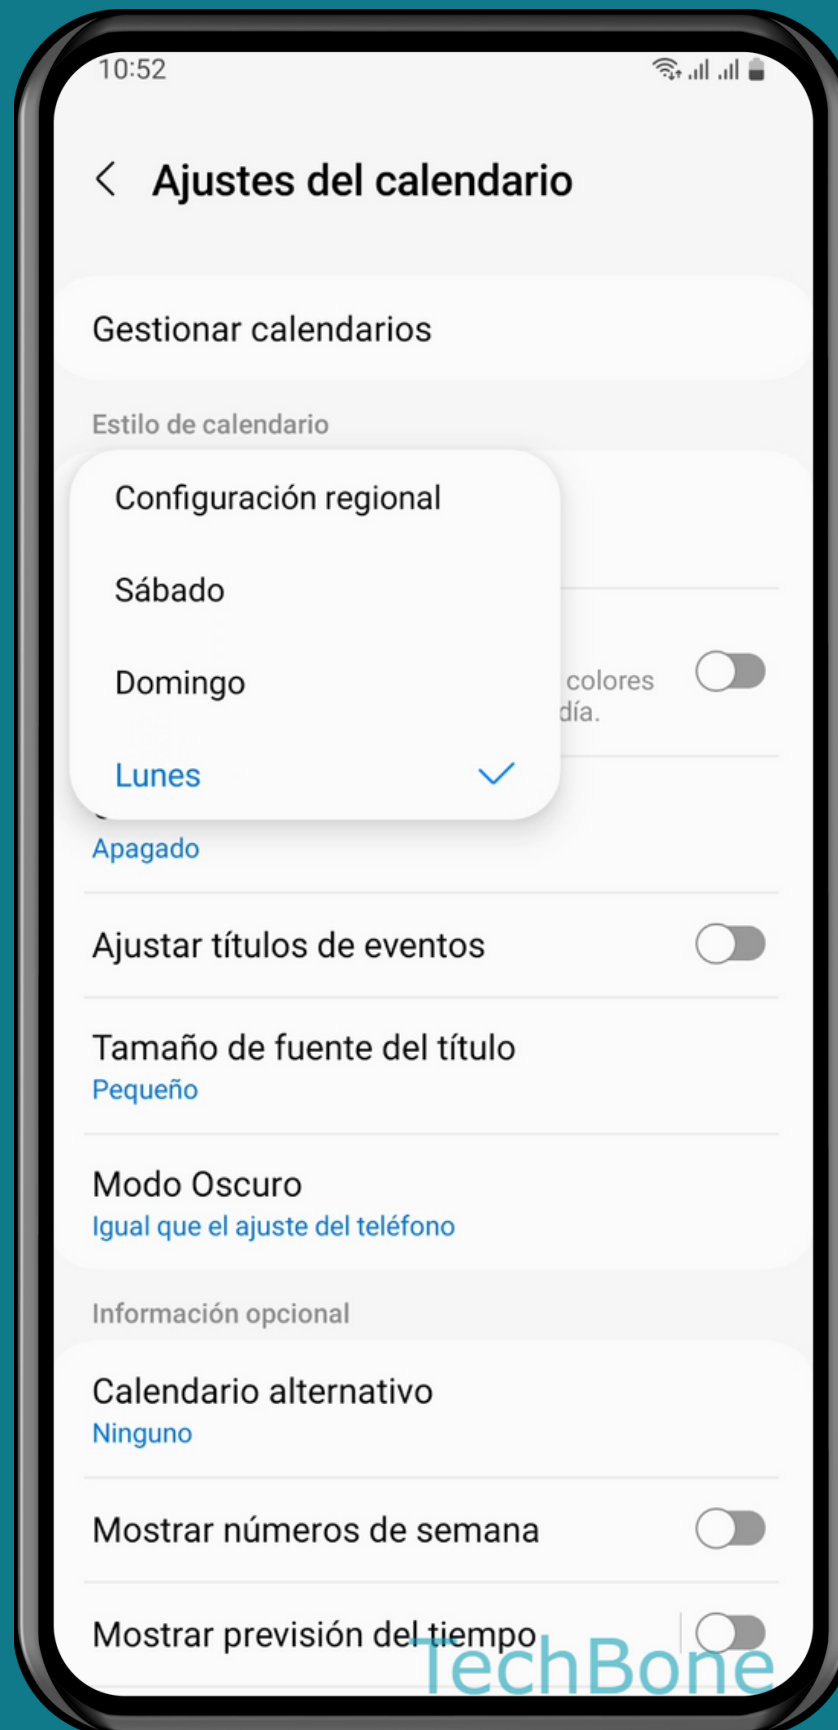 10:52
Ajustes del calendario
Gestionar calendarios
Estilo de calendario
Configuración regional
Sábado
Domingo
colores
día.
Lunes
Apagado
Ajustar títulos de eventos
Tamaño de fuente del título
Pequeño
Modo Oscuro
Igual que el ajuste del teléfono
Información opcional
Calendario alternativo
Ninguno
Mostrar números de semana
Mostrar previsión del tiempo
TechBone